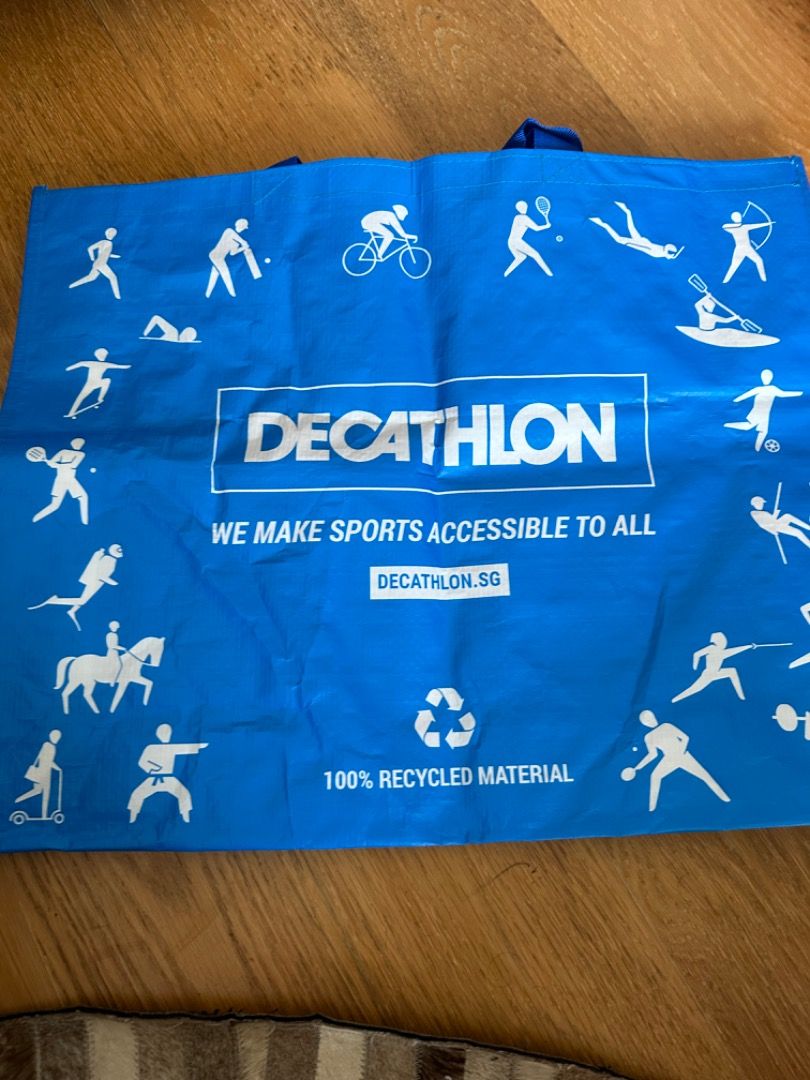 DECATHLON
WE MAKE SPORTS ACCESSIBLE TO ALL
DECATHLON.SG
100% RECYCLED MATERIAL